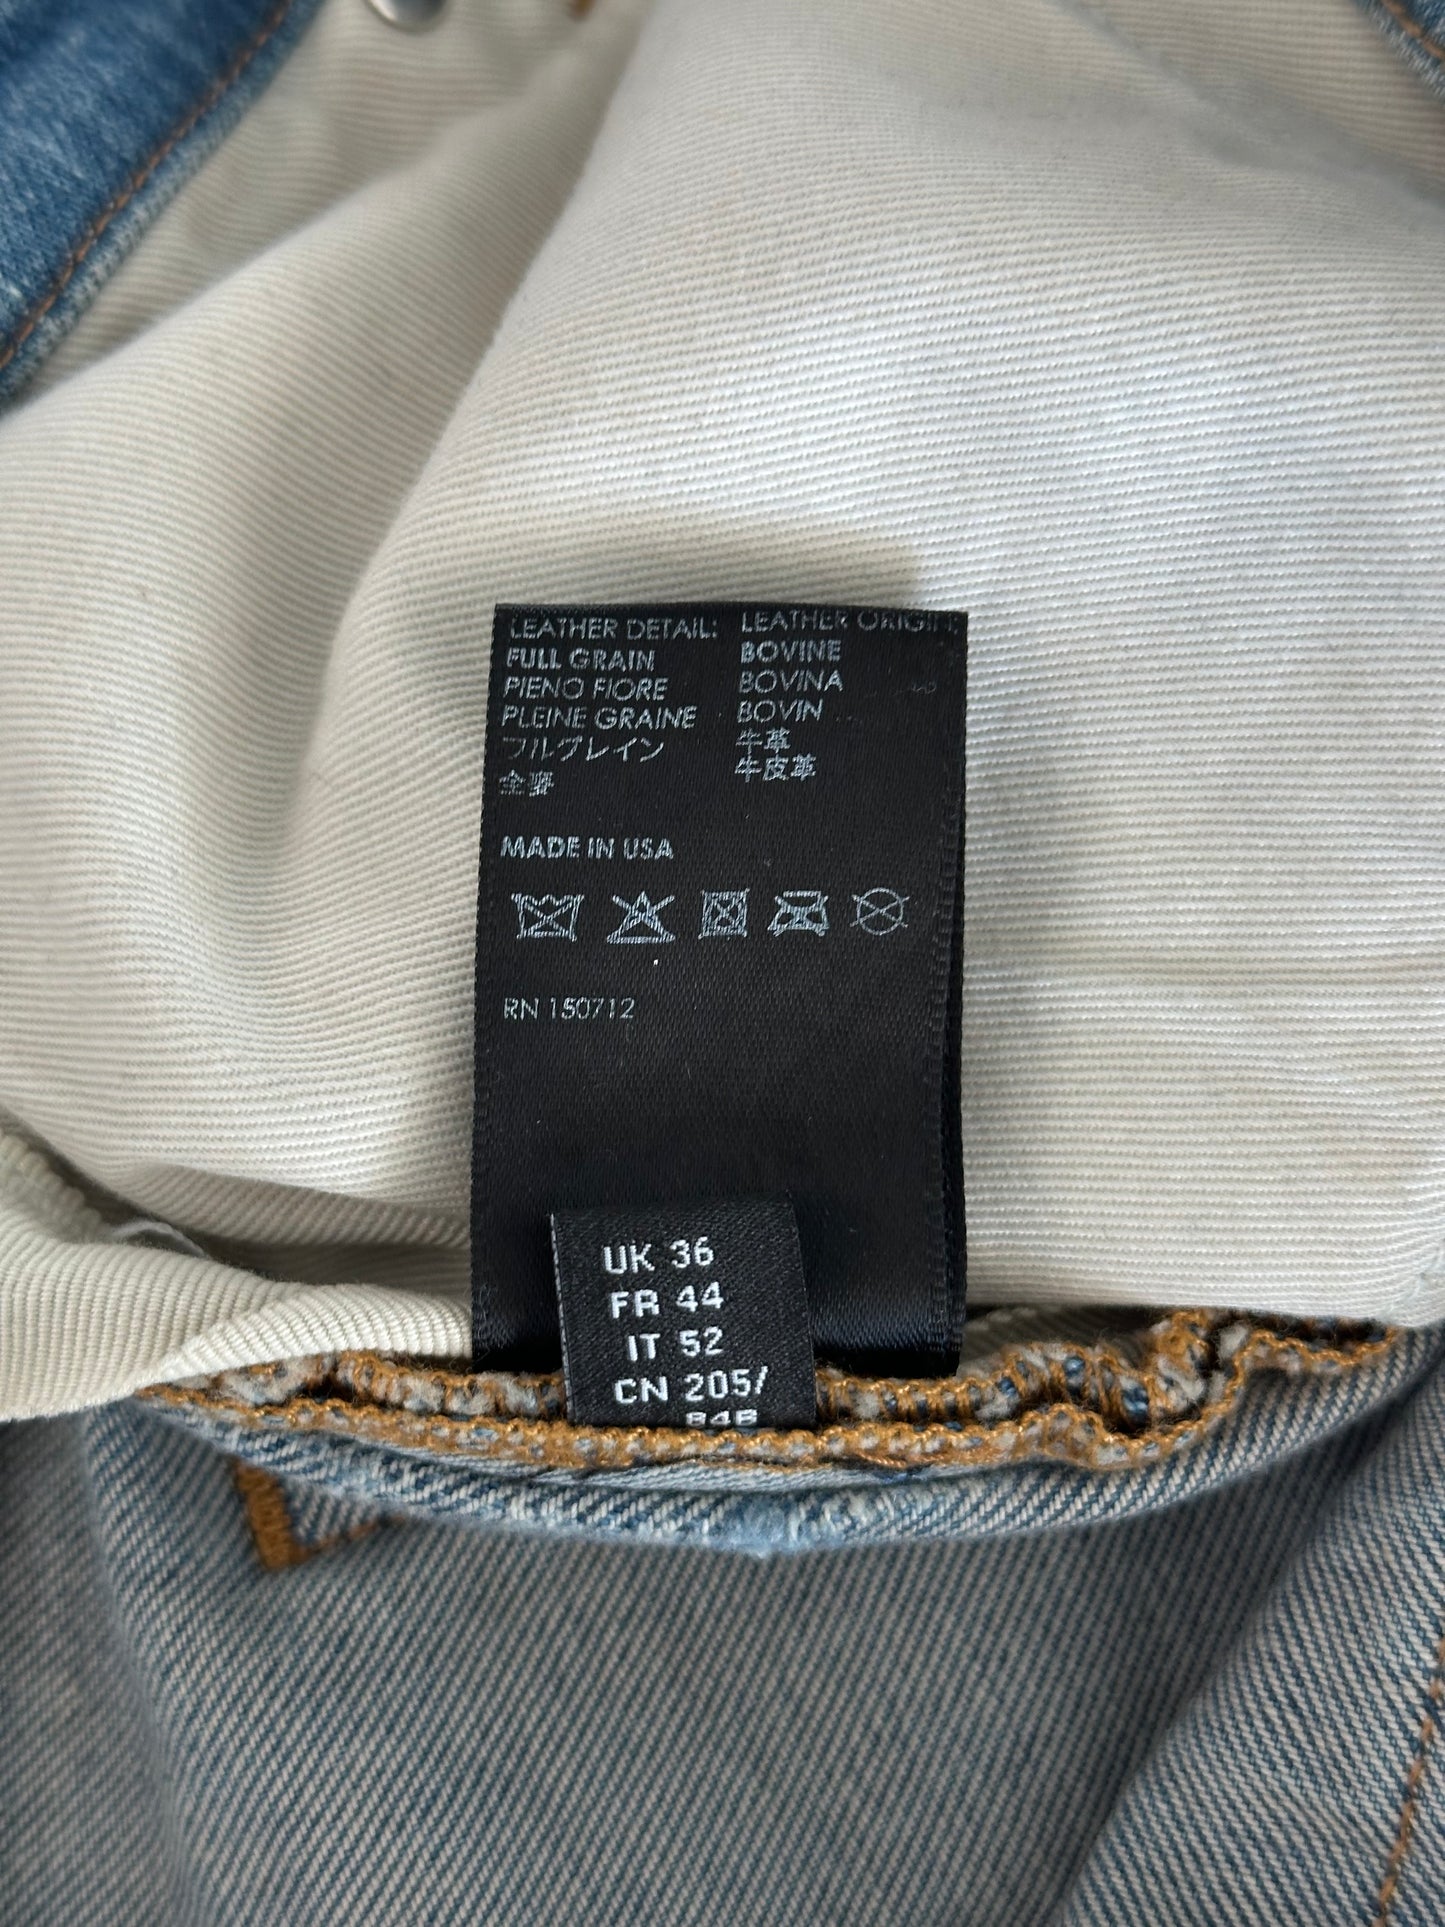 LEATHER DETAIL:
FULL GRAIN
PIENO FIORE
PLEINE GRAINE
フルグレイン
全麥
LEATHER ORIGIN:
BOVINE
BOVINA
BOVIN
牛革
牛皮革
MADE IN USA
RN 150712
UK 36
FR 44
IT 52
CN 205/
84B